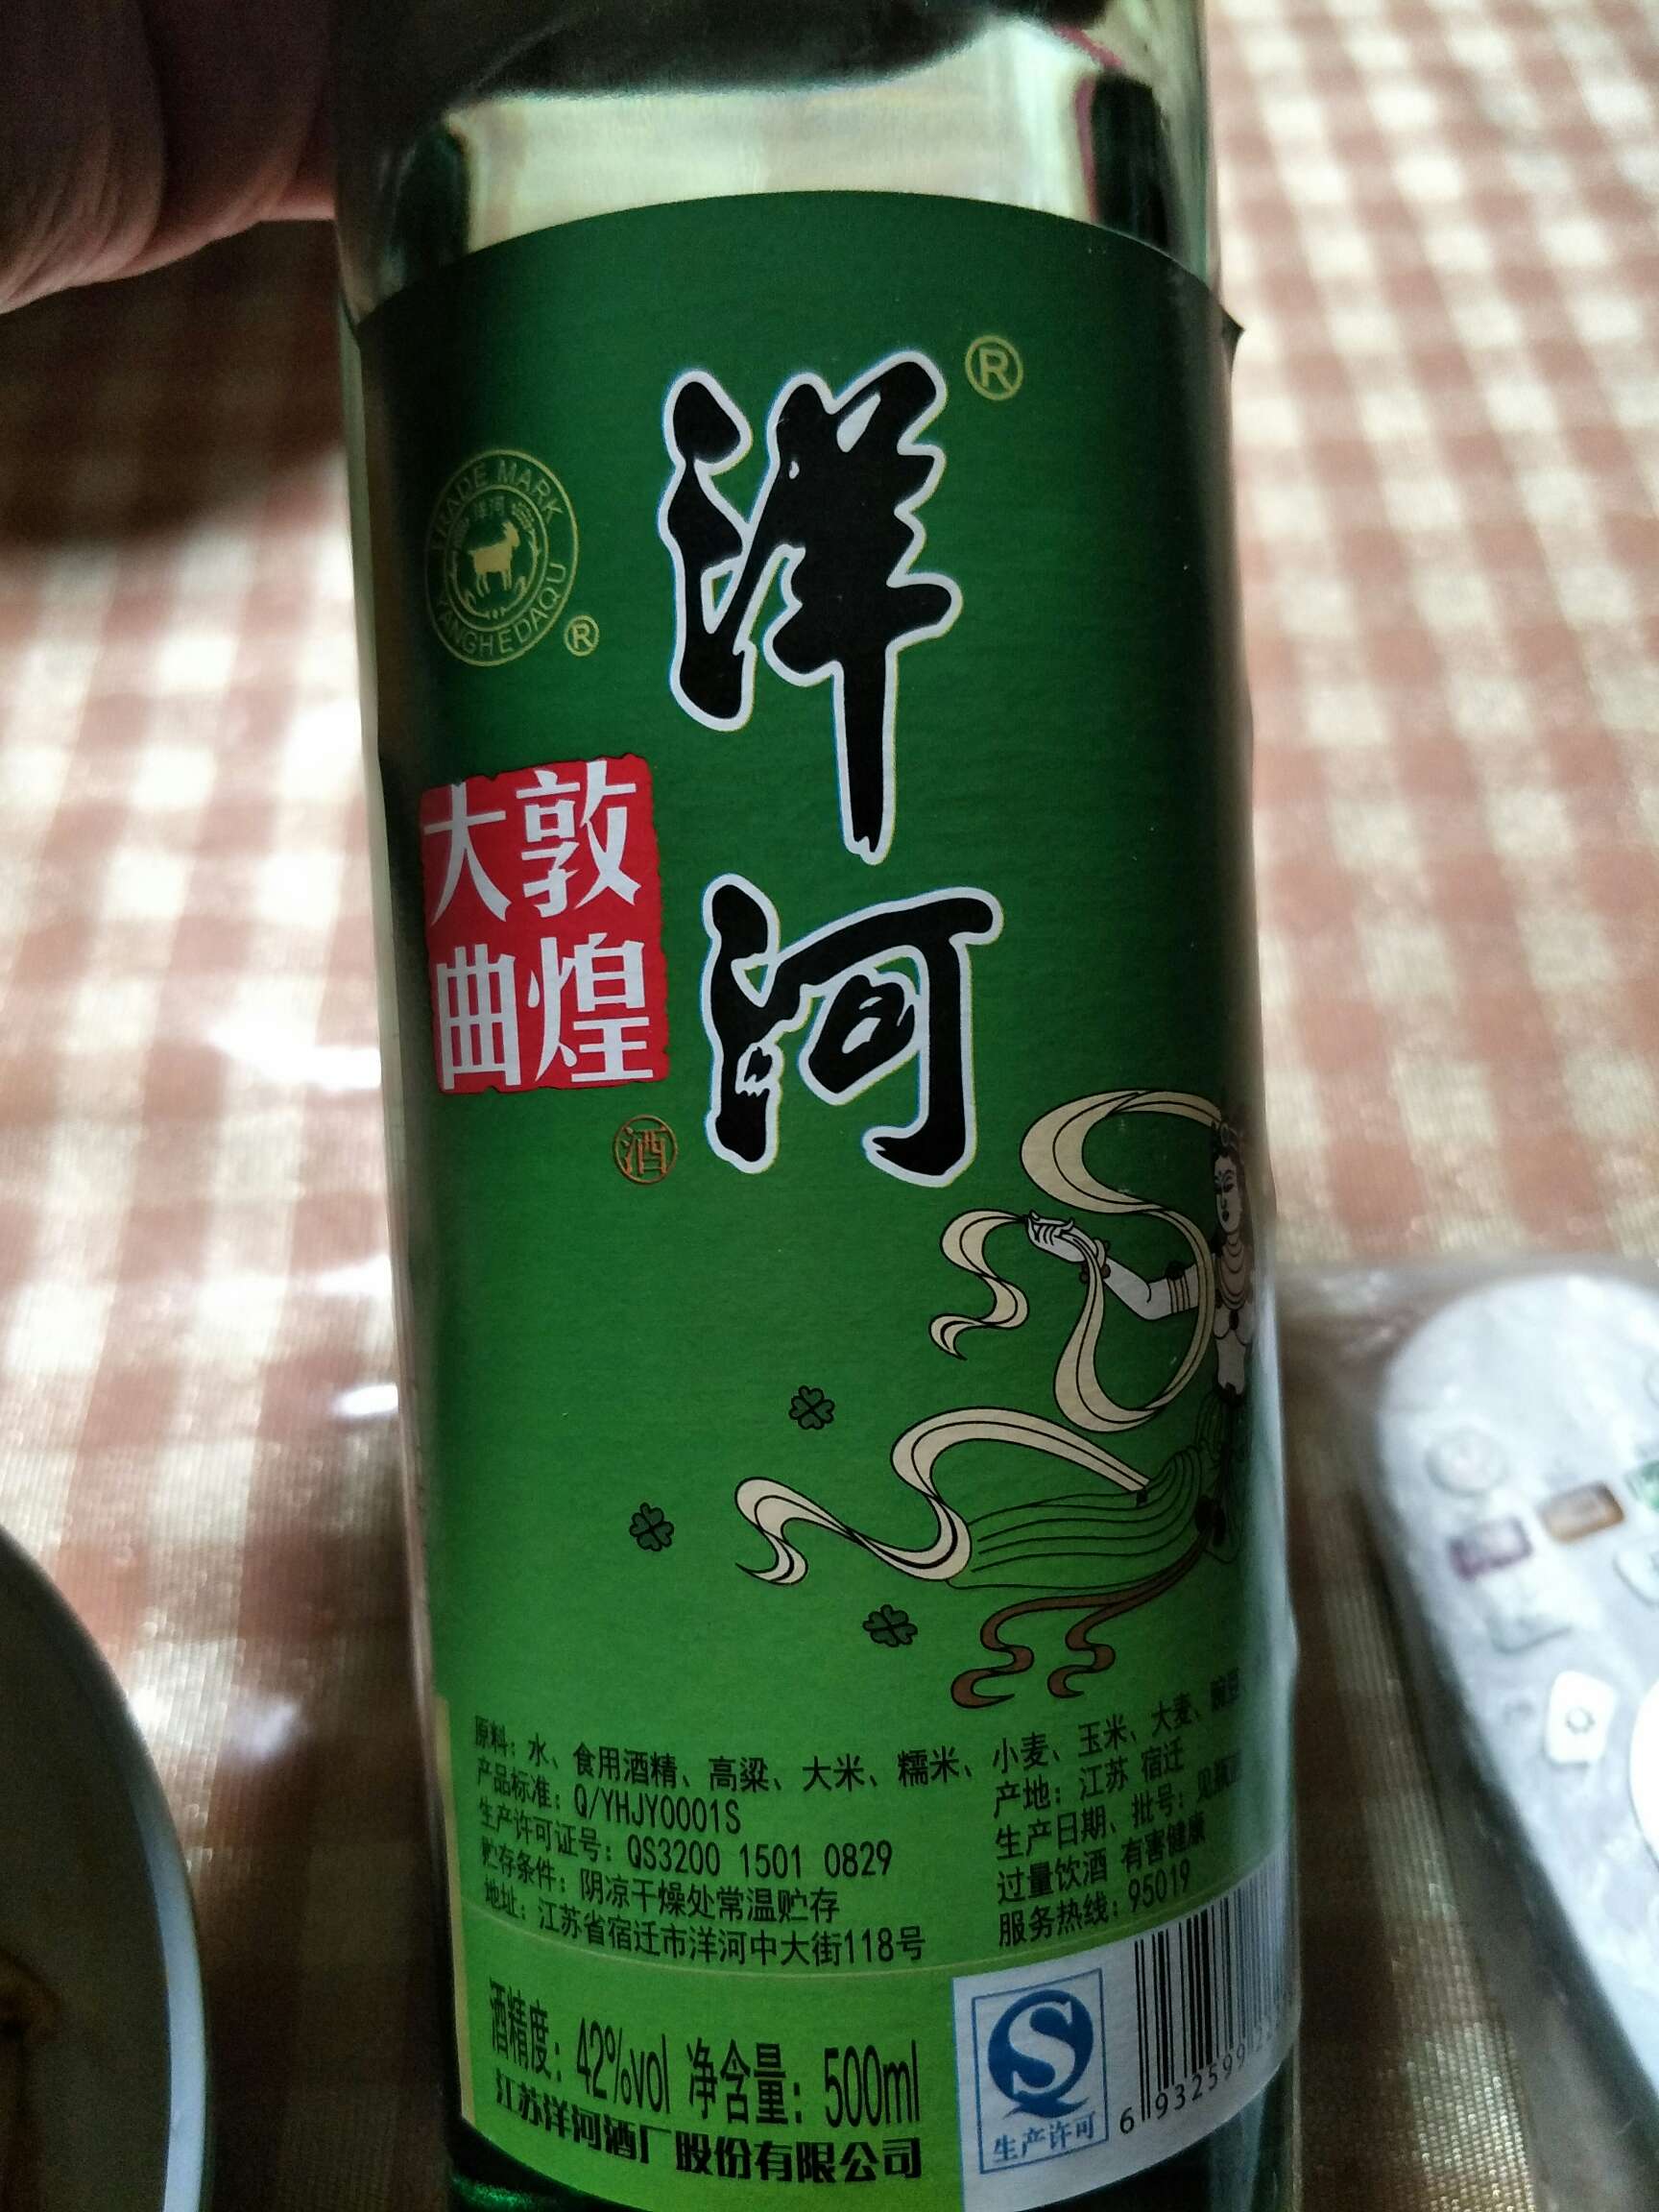 洋河
®
TRADE MARK
洋河
YANGHEDAQU
®
敦煌
大曲
酒
原料：水、食用酒精、高粱、大米、糯米、小麦、玉米、大麦、豌豆
产品标准：Q/YHJY0001S
生产许可证号：QS3200 1501 0829
贮存条件：阴凉干燥处常温贮存
地址：江苏省宿迁市洋河中大街118号
产地：江苏 宿迁
生产日期、批号：见瓶
过量饮酒 有害健康
服务热线：95019
酒精度：42%vol 净含量：500ml
江苏洋河酒厂股份有限公司
S
生产许可
6 932599